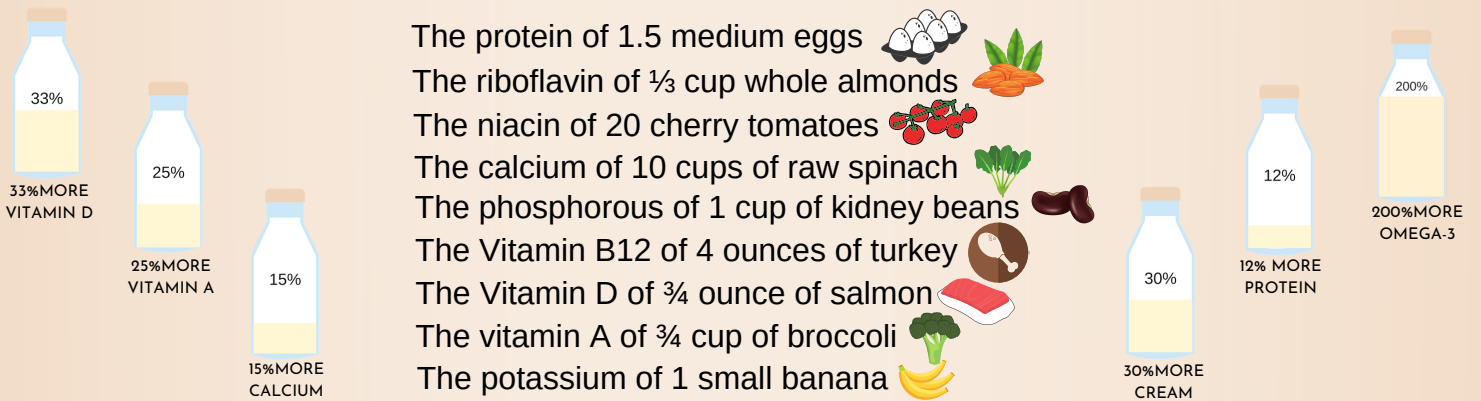 33%
33%MORE
VITAMIN D
25%
25%MORE
VITAMIN A
15%
15%MORE
CALCIUM
The protein of 1.5 medium eggs
The riboflavin of ⅓ cup whole almonds
The niacin of 20 cherry tomatoes
The calcium of 10 cups of raw spinach
The phosphorous of 1 cup of kidney beans
The Vitamin B12 of 4 ounces of turkey
The Vitamin D of ¾ ounce of salmon
The vitamin A of ¾ cup of broccoli
The potassium of 1 small banana
30%
30%MORE
CREAM
12%
12% MORE
PROTEIN
200%
200%MORE
OMEGA-3